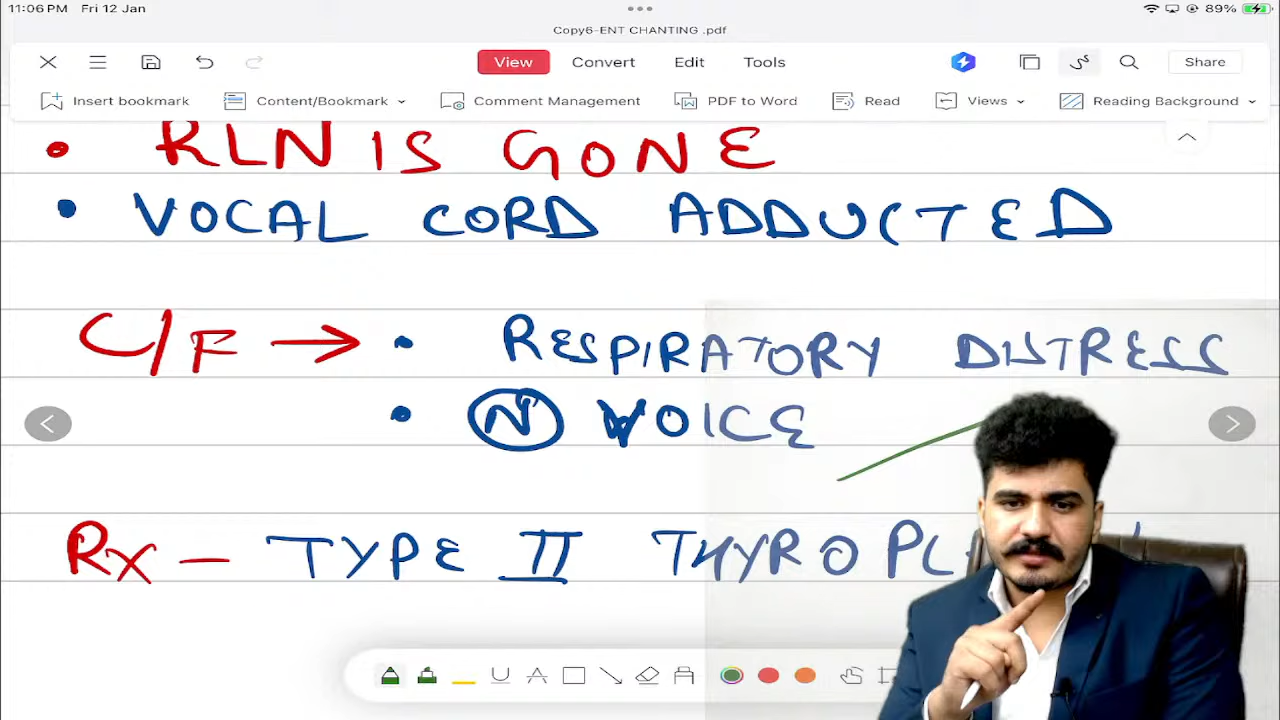 11:06 PM Fri 12 Jan 89%
Copy6-ENT CHANTING .pdf
View Convert Edit Tools Share
Insert bookmark Content/Bookmark Comment Management PDF to Word Read Views Reading Background
• RLN IS GONE
• VOCAL CORD ADDUCTED
C/F → • RESPIRATORY DISTRESS
• N VOICE
Rx - TYPE II